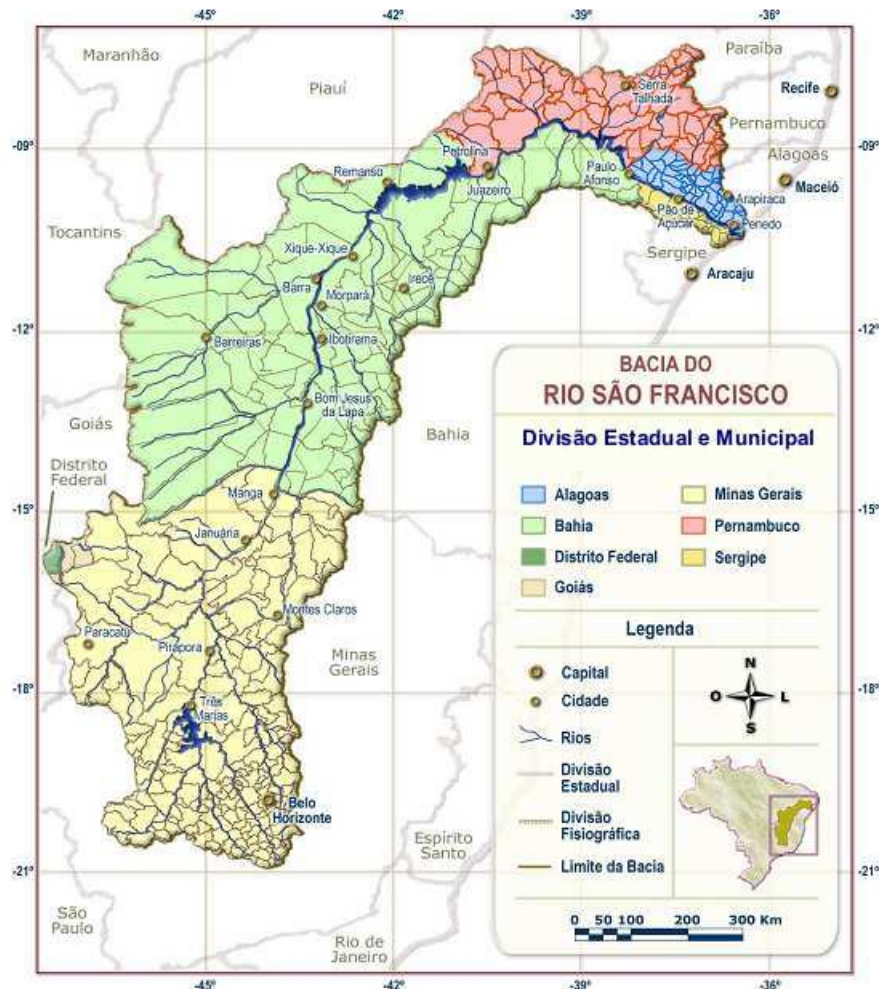 -45°
-42°
-39°
-36°
Maranhão
Piauí
Paraíba
Serra
Talhada
Recife
Pernambuco
-09°
-09°
Petrolina
Remanso
Juazeiro
Paulo
Afonso
Alagoas
Maceió
Arapiraca
Pão de
Açúcar
Penedo
Tocantins
Xique-Xique
Sergipe
Aracaju
Barra
Irecê
Morpará
-12°
-12°
Barreiras
Ibotirama
Bom Jesus
da Lapa
Goiás
Bahia
Distrito
Federal
Manga
-15°
-15°
Januária
Montes Claros
Paracatu
Pirapora
Minas
Gerais
-18°
-18°
Três
Marias
Belo
Horizonte
Espírito
Santo
-21°
-21°
São
Paulo
Rio de
Janeiro
-45°
-42°
-39°
-36°
BACIA DO
RIO SÃO FRANCISCO
Divisão Estadual e Municipal
Alagoas
Minas Gerais
Bahia
Pernambuco
Distrito Federal
Sergipe
Goiás
Legenda
Capital
Cidade
Rios
Divisão
Estadual
Divisão
Fisiográfica
Limite da Bacia
N
O L
S
0 50 100 200 300 Km